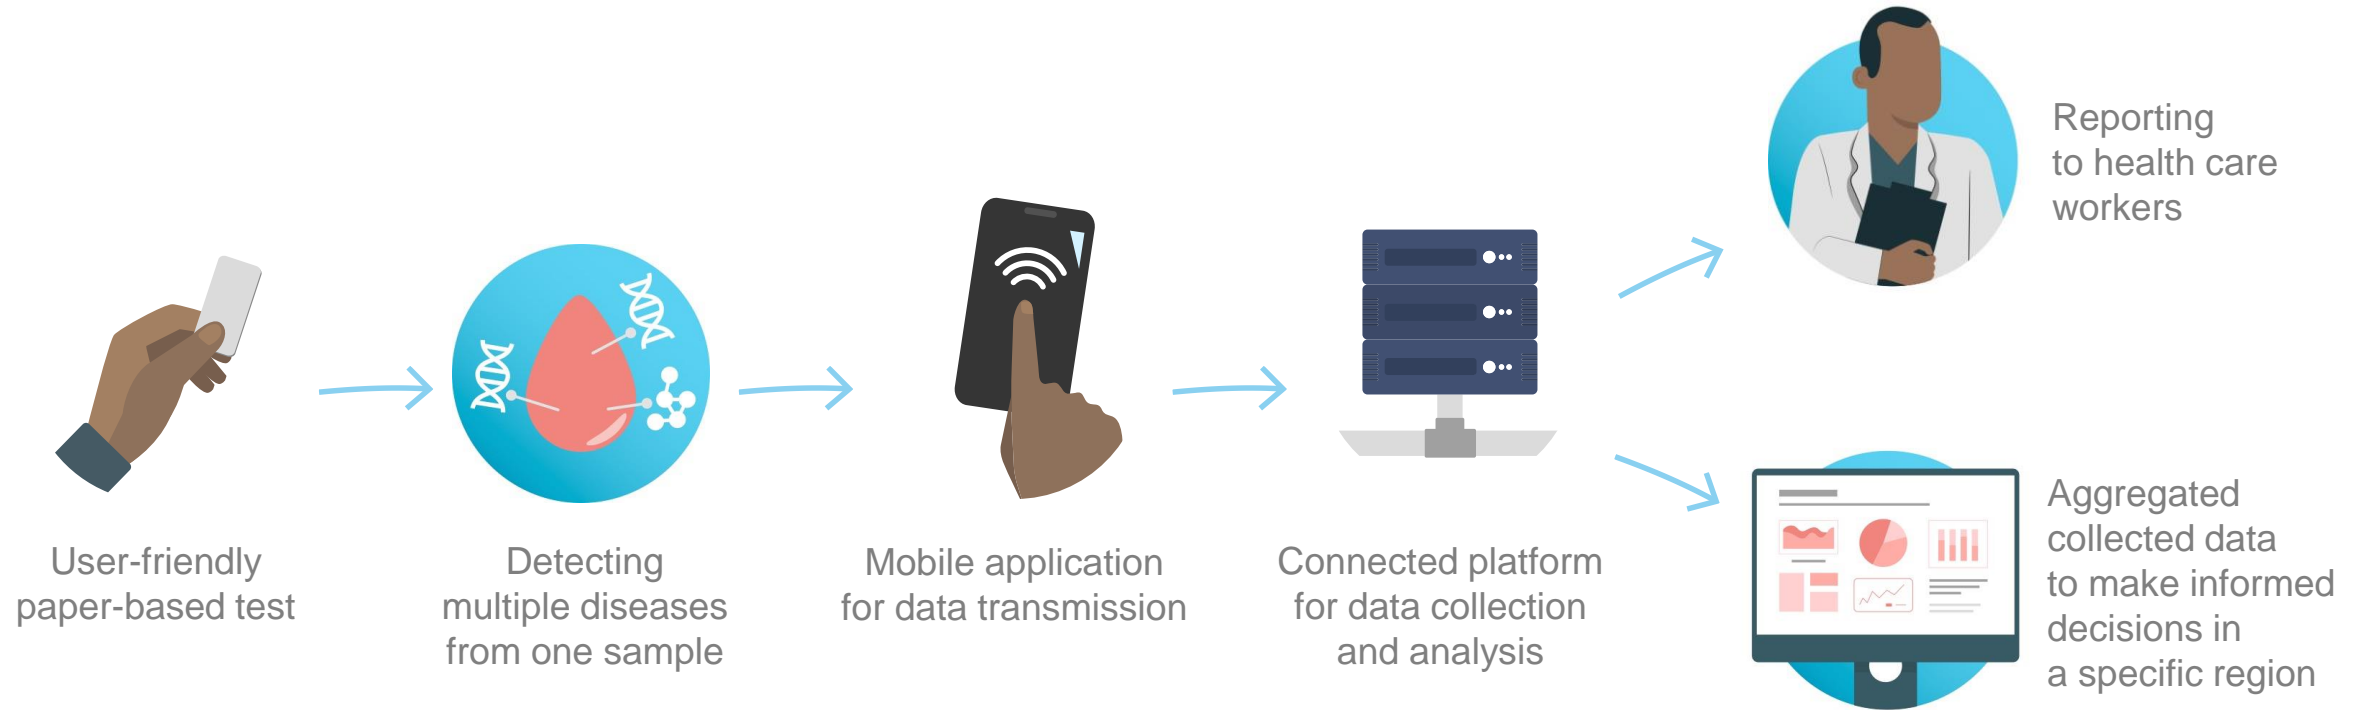 User-friendly
paper-based test
Detecting
multiple diseases
from one sample
Mobile application
for data transmission
Connected platform
for data collection
and analysis
Reporting
to health care
workers
Aggregated
collected data
to make informed
decisions in
a specific region